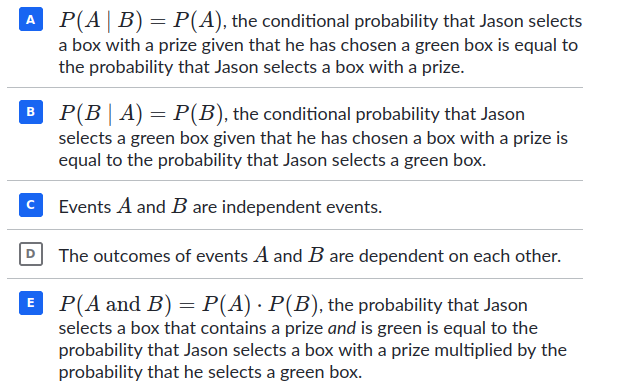 A P(A | B) = P(A), the conditional probability that Jason selects
a box with a prize given that he has chosen a green box is equal to
the probability that Jason selects a box with a prize.
B P(B | A) = P(B), the conditional probability that Jason
selects a green box given that he has chosen a box with a prize is
equal to the probability that Jason selects a green box.
C Events A and B are independent events.
D The outcomes of events A and B are dependent on each other.
E P(A and B) = P(A) · P(B), the probability that Jason
selects a box that contains a prize and is green is equal to the
probability that Jason selects a box with a prize multiplied by the
probability that he selects a green box.